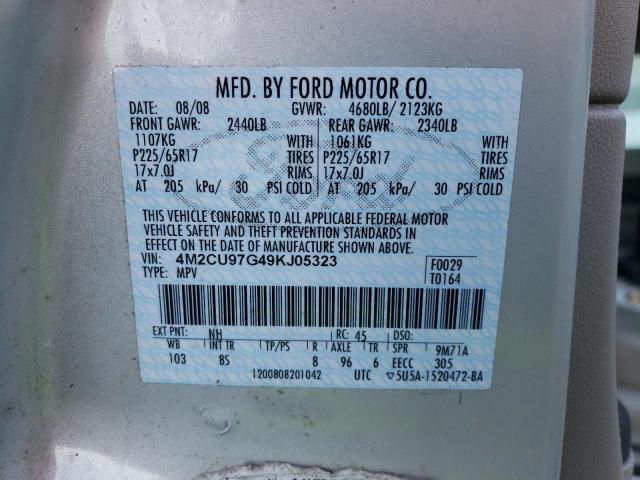 MFD. BY FORD MOTOR CO.
DATE: 08/08 GVWR: 4680LB/ 2123KG
FRONT GAWR: 2440LB REAR GAWR: 2340LB
1107KG WITH 1061KG WITH
P225/65R17 TIRES P225/65R17 TIRES
17x7.0J RIMS 17x7.0J RIMS
AT 205 kPa/ 30 PSI COLD AT 205 kPa/ 30 PSI COLD
THIS VEHICLE CONFORMS TO ALL APPLICABLE FEDERAL MOTOR
VEHICLE SAFETY AND THEFT PREVENTION STANDARDS IN
EFFECT ON THE DATE OF MANUFACTURE SHOWN ABOVE.
VIN: 4M2CU97G49KJ05323 F0029
TYPE: MPV T0164
EXT PNT: NH RC: 45 DSO:
WB INT TR TP/PS R AXLE TR SPR 9M71A
103 8S 8 96 6 EECC 305
1200808201042 UTC ▽5U5A-1520472-BA
Ford